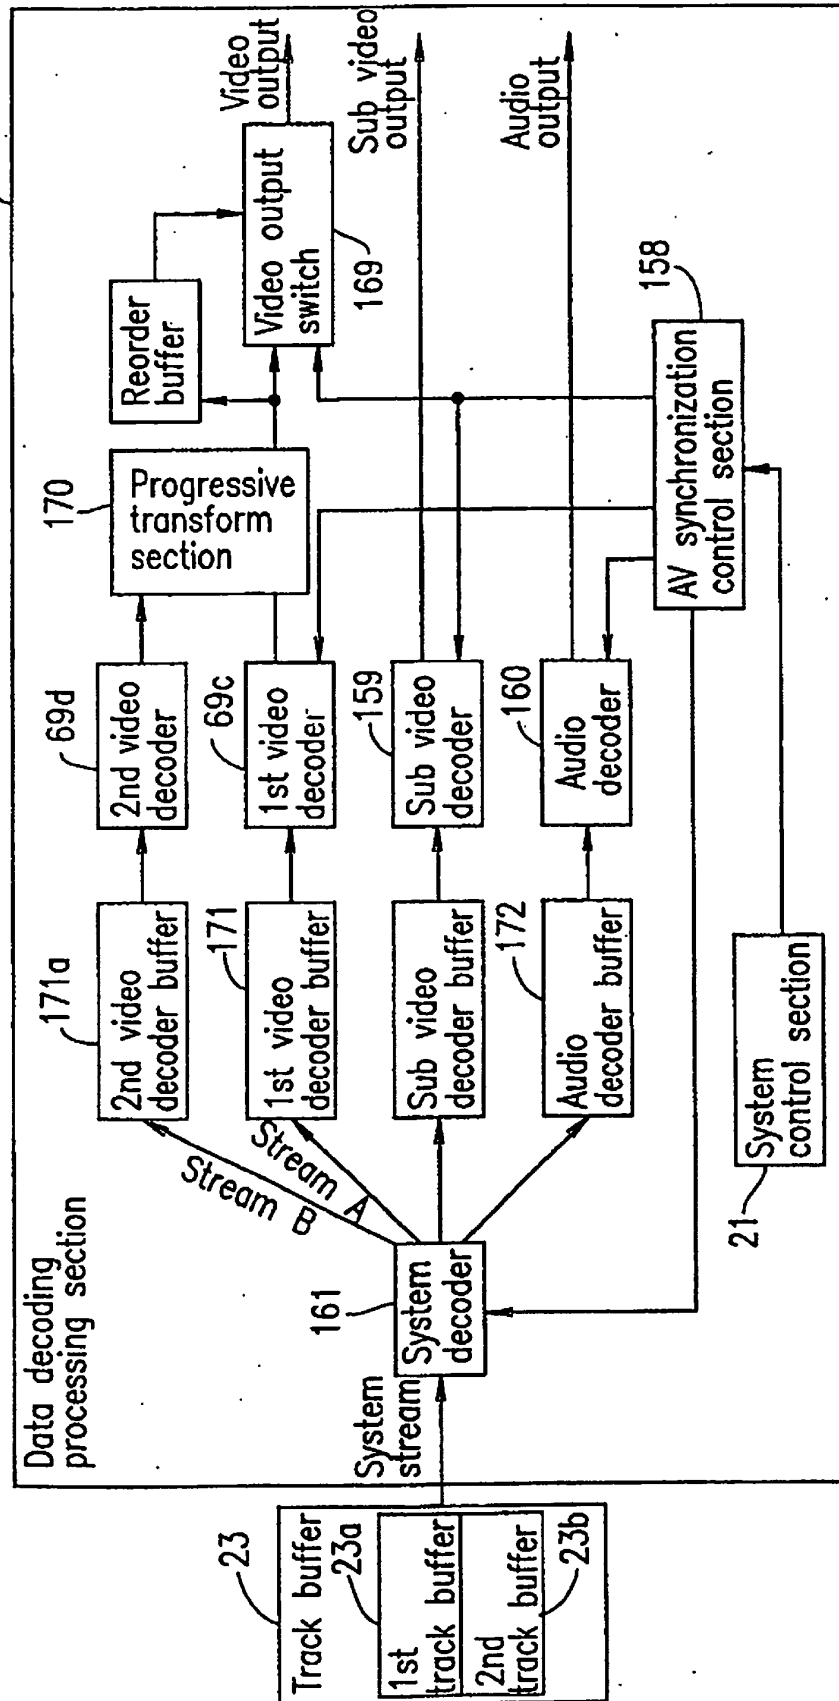 Data decoding
processing section
23
Track buffer
23a
1st
track buffer
2nd
track buffer
23b
System
stream
161
System
decoder
Stream B
Stream A
171a
2nd video
decoder buffer
171
1st video
decoder buffer
Sub video
decoder buffer
172
Audio
decoder buffer
69d
2nd video
decoder
69c
1st video
decoder
159
Sub video
decoder
160
Audio
decoder
170
Progressive
transform
section
Reorder
buffer
Video output
switch
169
Video
output
Sub video
output
Audio
output
158
AV synchronization
control section
21
System
control section